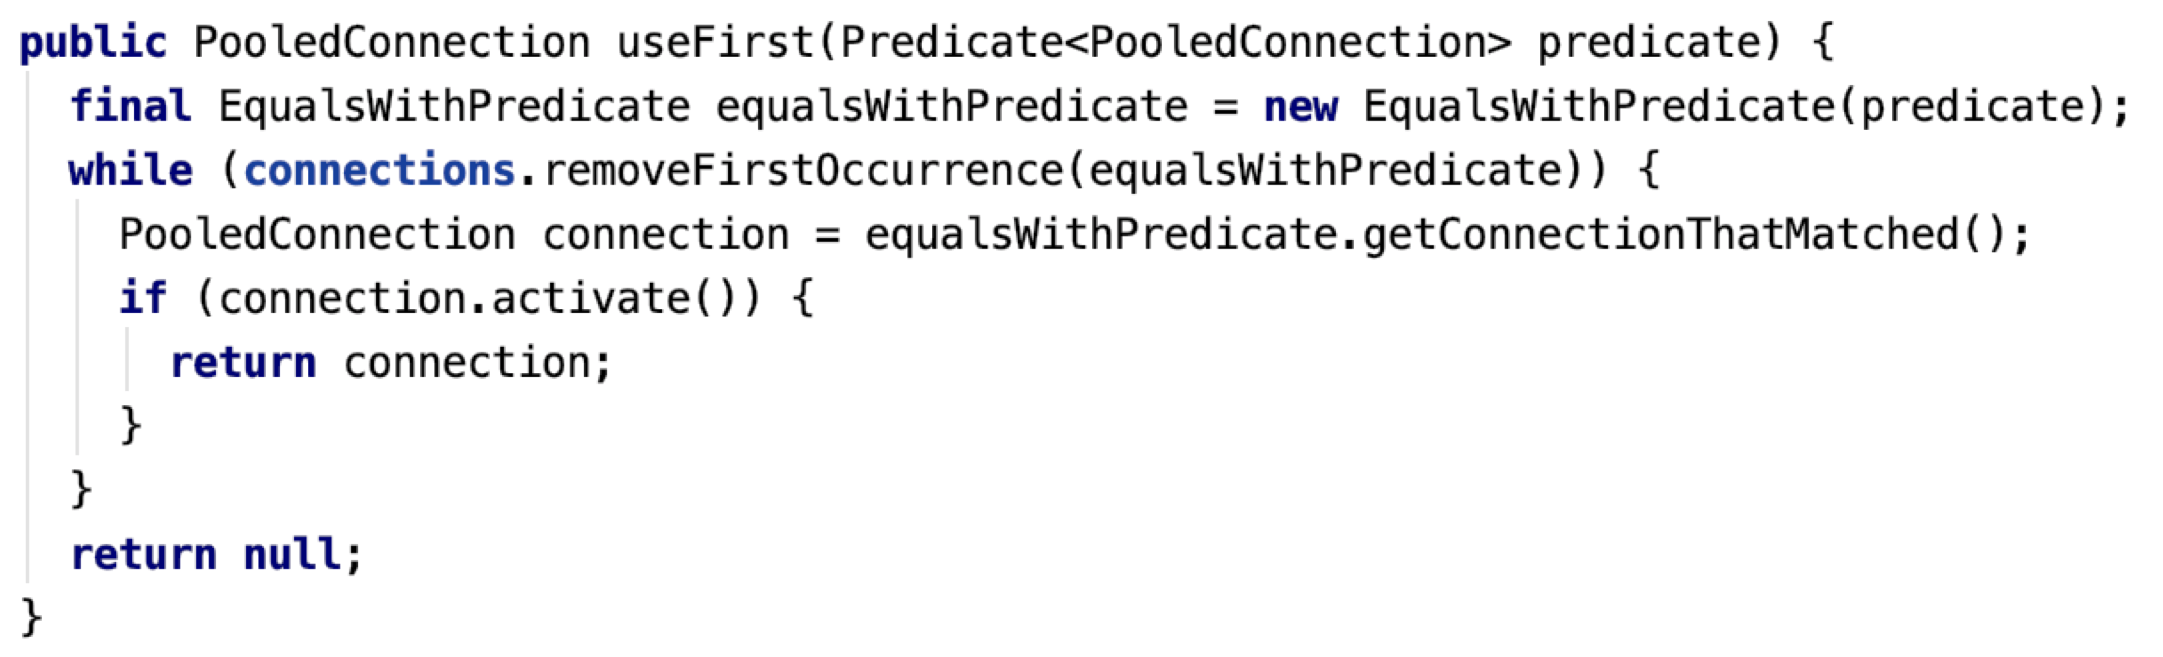 public PooledConnection useFirst(Predicate<PooledConnection> predicate) {
  final EqualsWithPredicate equalsWithPredicate = new EqualsWithPredicate(predicate);
  while (connections.removeFirstOccurrence(equalsWithPredicate)) {
    PooledConnection connection = equalsWithPredicate.getConnectionThatMatched();
    if (connection.activate()) {
      return connection;
    }
  }
  return null;
}